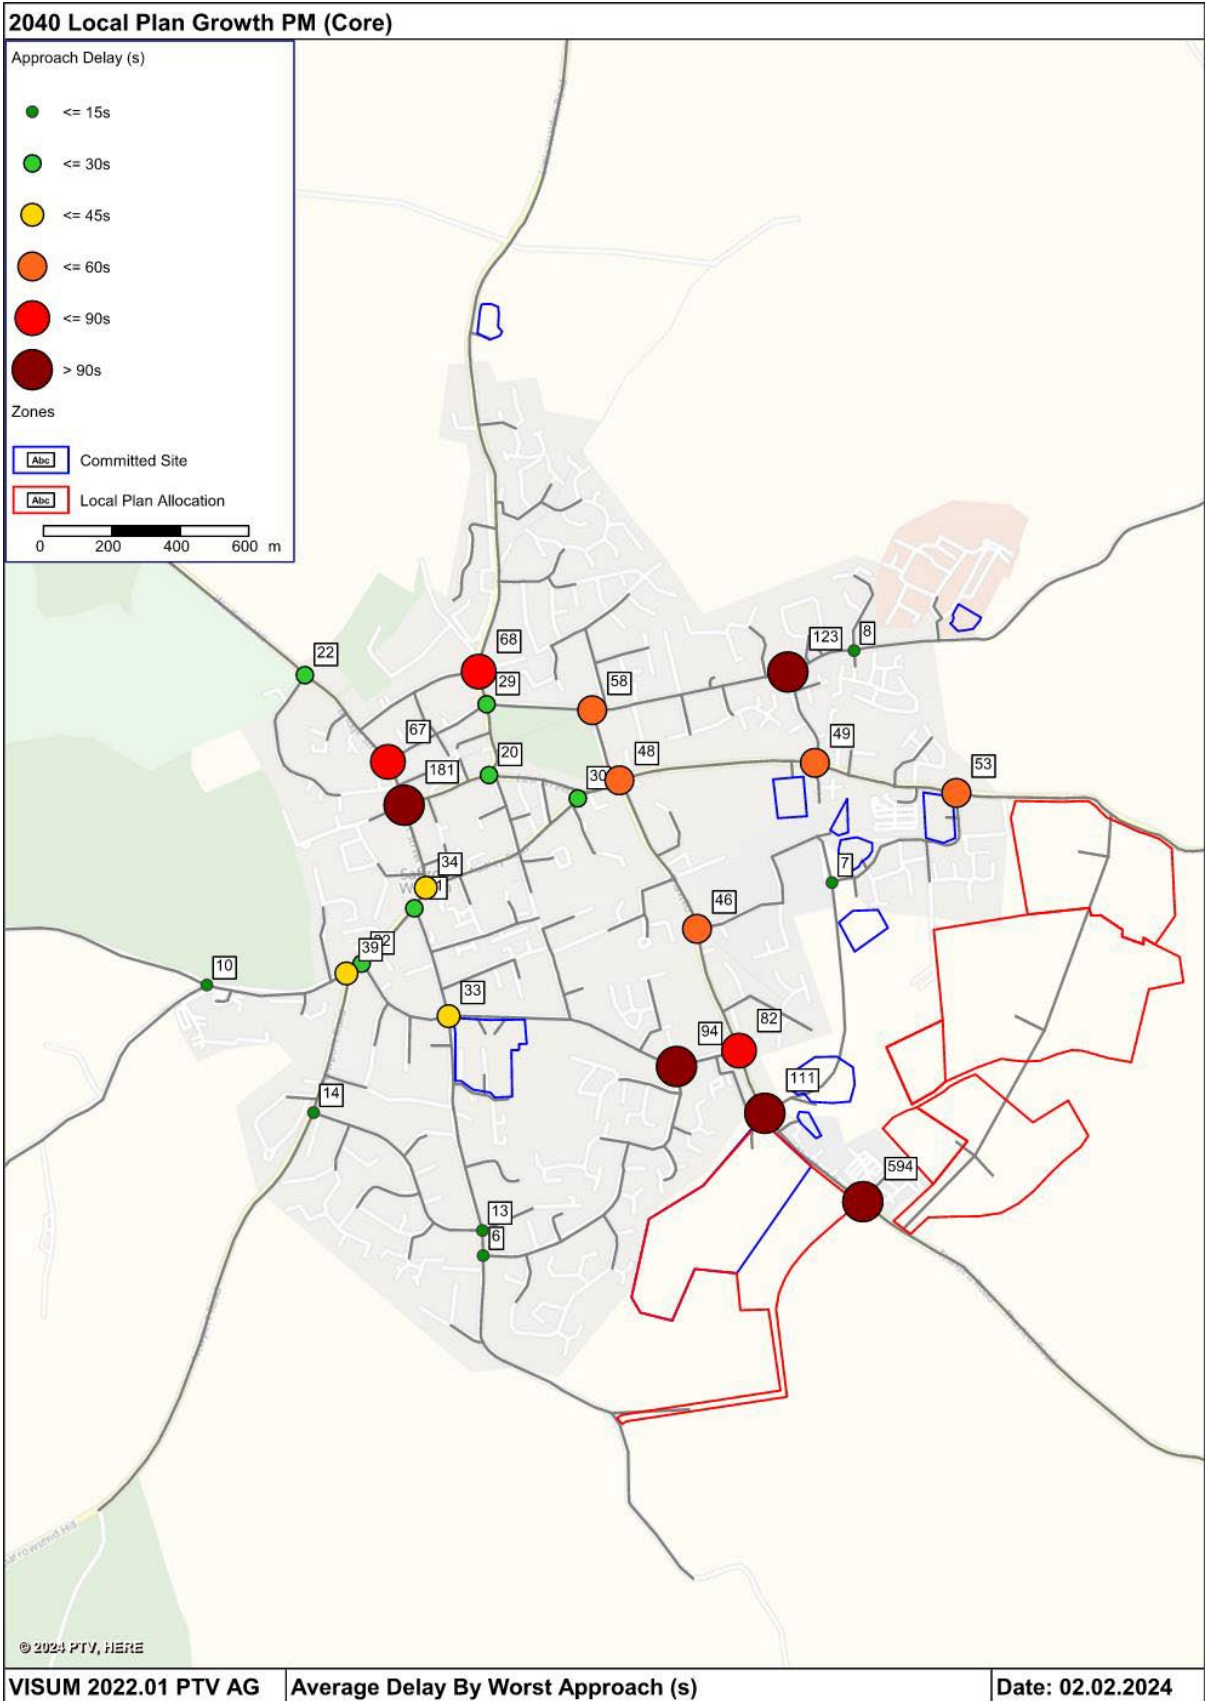 2040 Local Plan Growth PM (Core)
Approach Delay (s)
<= 15s
<= 30s
<= 45s
<= 60s
<= 90s
> 90s
Zones
Abc Committed Site
Abc Local Plan Allocation
0 200 400 600 m
68
123
8
22
29
58
67
49
181
20
48
30
53
34
7
46
39
10
33
94
82
111
14
594
13
6
© 2024 PTV, HERE
VISUM 2022.01 PTV AG
Average Delay By Worst Approach (s)
Date: 02.02.2024